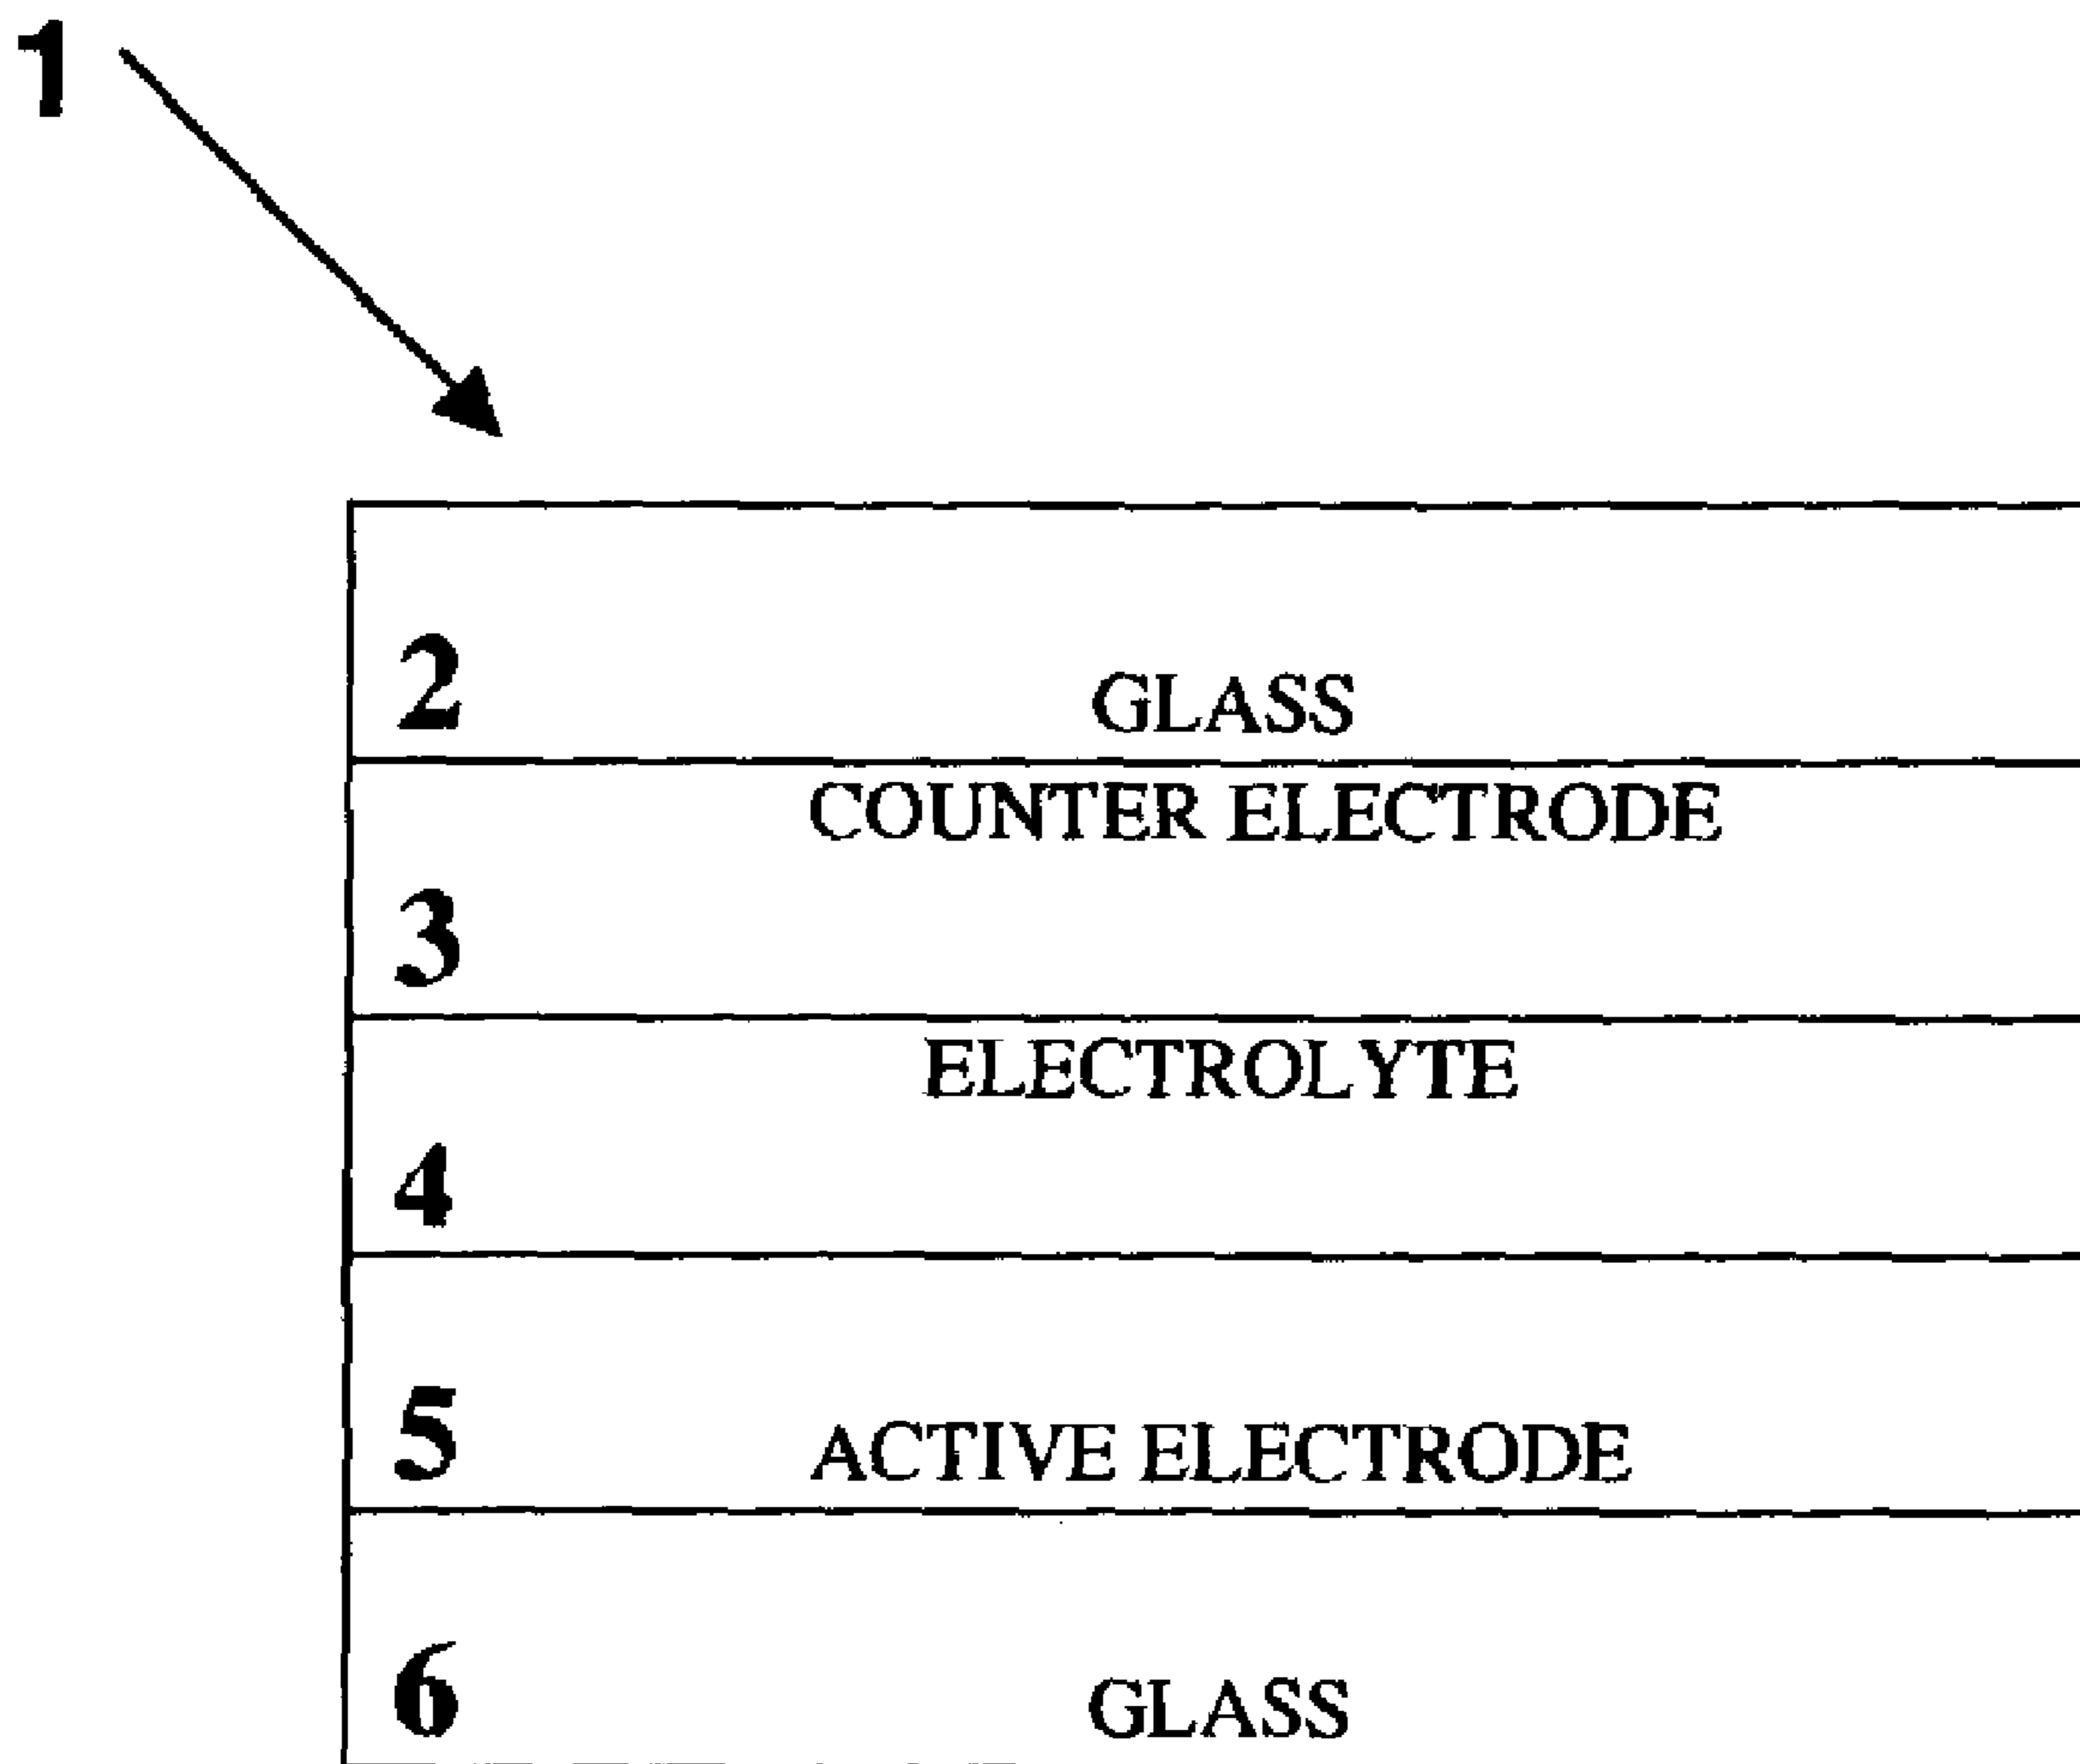 1
2 GLASS
COUNTER ELECTRODE
3
ELECTROLYTE
4
5 ACTIVE ELECTRODE
6 GLASS